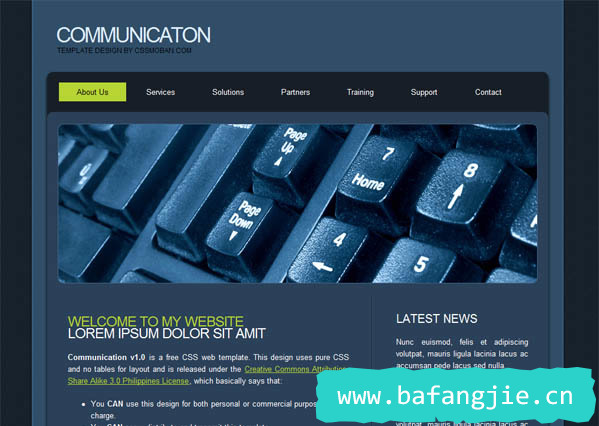 COMMUNICATON
TEMPLATE DESIGN BY CSSMOBAN.COM
About Us Services Solutions Partners Training Support Contact
Page Up
7 Home
8
Page Down
4
5
WELCOME TO MY WEBSITE
LOREM IPSUM DOLOR SIT AMIT
Communication v1.0 is a free CSS web template. This design uses pure CSS
and no tables for layout and is released under the Creative Commons Attribution
Share Alike 3.0 Philippines License, which basically says that:
• You CAN use this design for both personal or commercial
charge.
LATEST NEWS
Nunc euismod, felis et adipiscing
volutpat, mauris ligula lacinia lacus ac
accumsan pede lacus sed nulla
www.bafangjie.cn
volutpat, mauris ligula lacinia lacus ac